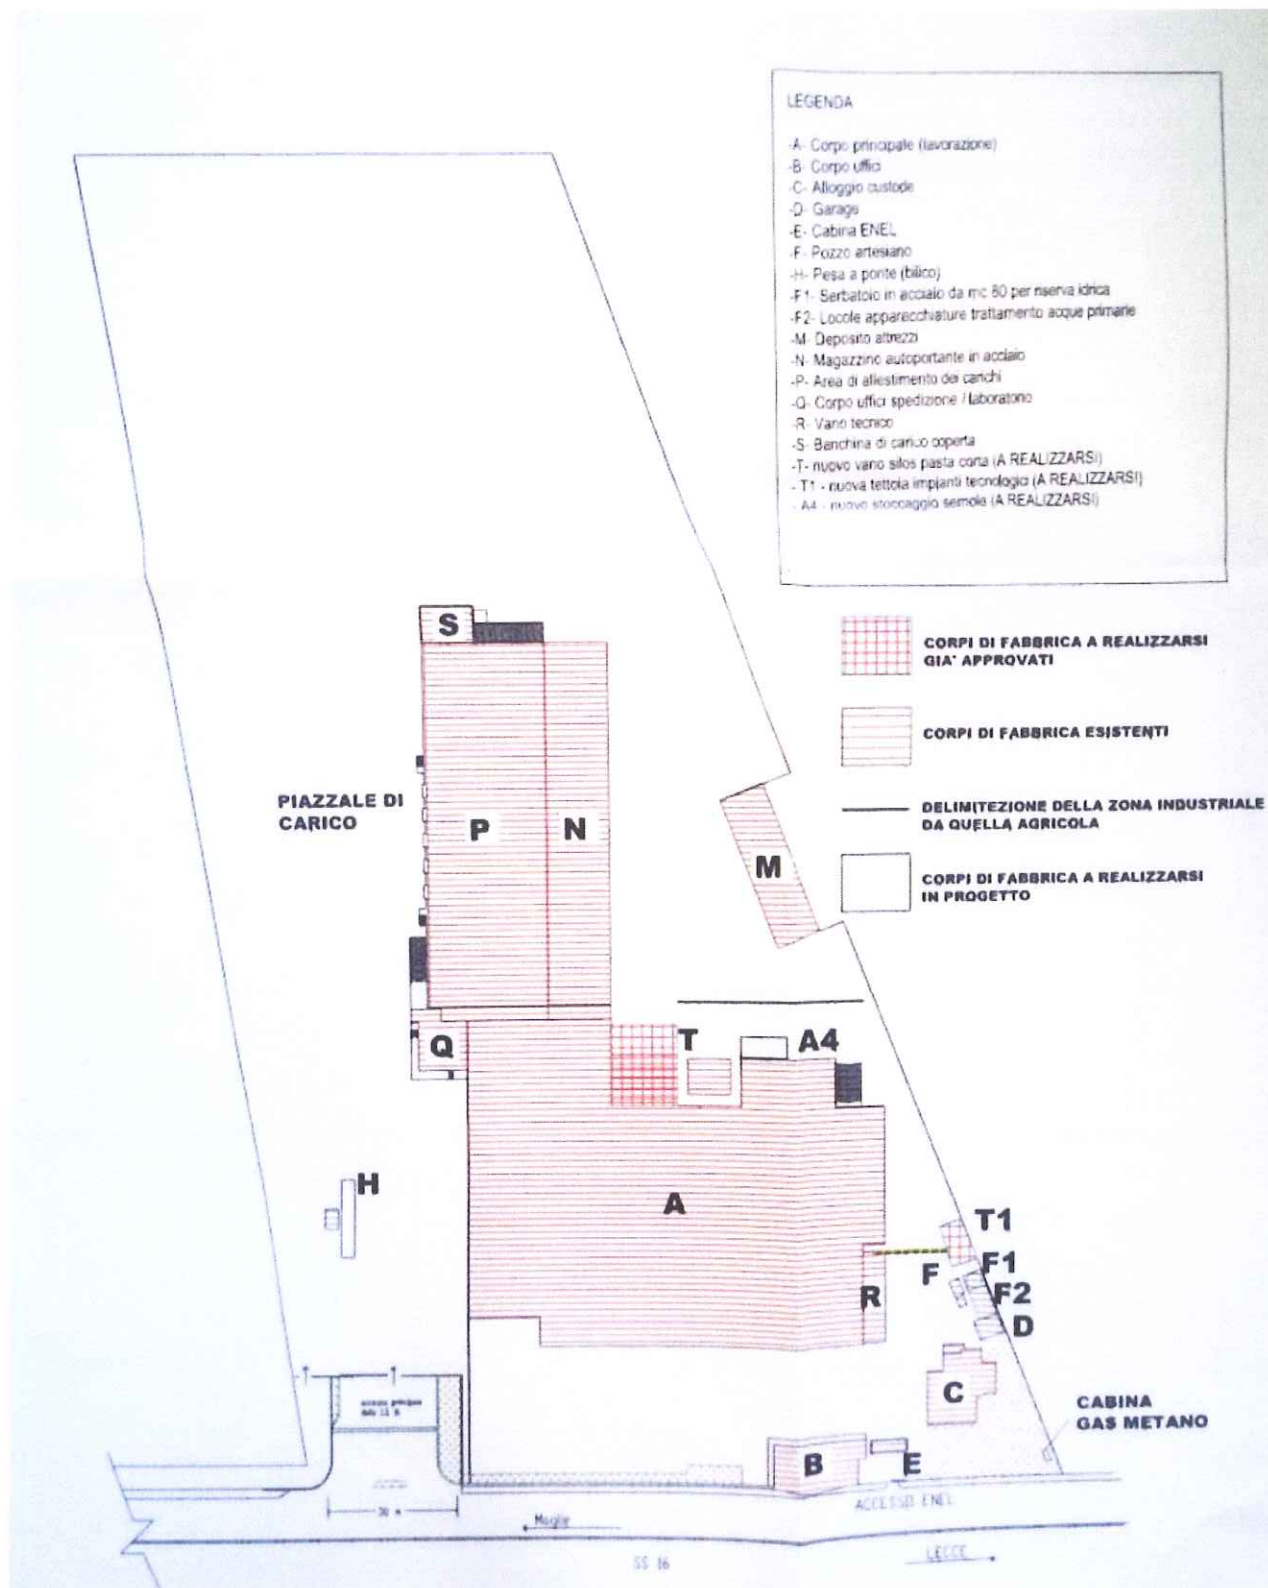 LEGENDA
-A- Corpo principale (lavorazione)
-B- Corpo uffici
-C- Alloggio custode
-D- Garage
-E- Cabina ENEL
-F- Pozzo artesiano
-H- Pesa a ponte (bilico)
-F1- Serbatoio in acciaio da mc 80 per riserva idrica
-F2- Locole apparecchiature trattamento acque primarie
-M- Deposito attrezzi
-N- Magazzino autoportante in acciaio
-P- Area di allestimento dei carichi
-Q- Corpo uffici spedizione / laboratorio
-R- Vano tecnico
-S- Banchina di carico coperta
-T- nuovo vano silos pasta corta (A REALIZZARSI)
- T1 - nuova tettoia impianti tecnologici (A REALIZZARSI)
- A4 - nuovo stoccaggio semole (A REALIZZARSI)
CORPI DI FABBRICA A REALIZZARSI
GIA' APPROVATI
CORPI DI FABBRICA ESISTENTI
DELIMITEZIONE DELLA ZONA INDUSTRIALE
DA QUELLA AGRICOLA
CORPI DI FABBRICA A REALIZZARSI
IN PROGETTO
S
PIAZZALE DI
CARICO
P
N
M
Q
T
A4
H
A
T1
F
F1
R
F2
D
C
CABINA
GAS METANO
B
E
ACCESSO ENEL
Maglie
SS 16
LECCE